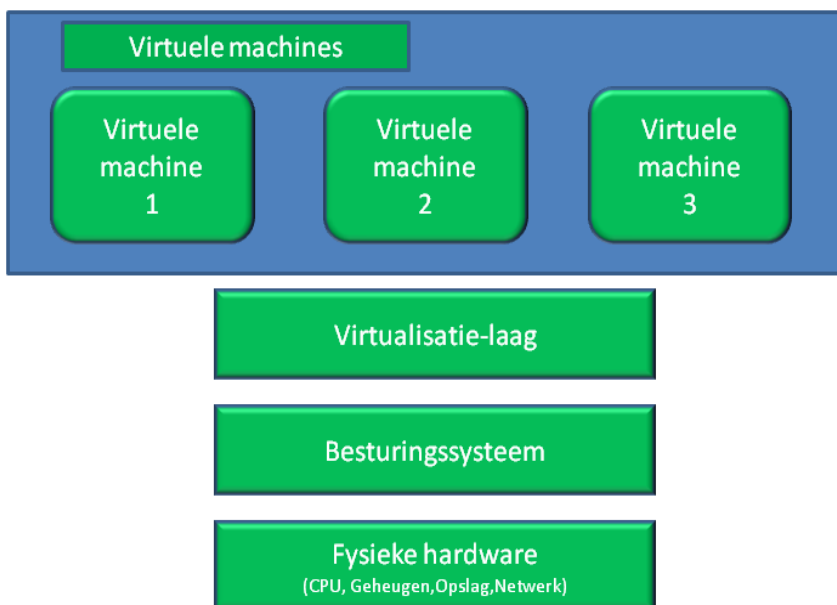 Virtuele machines
Virtuele
machine
1
Virtuele
machine
2
Virtuele
machine
3
Virtualisatie-laag
Besturingssysteem
Fysieke hardware
(CPU, Geheugen,Opslag,Netwerk)